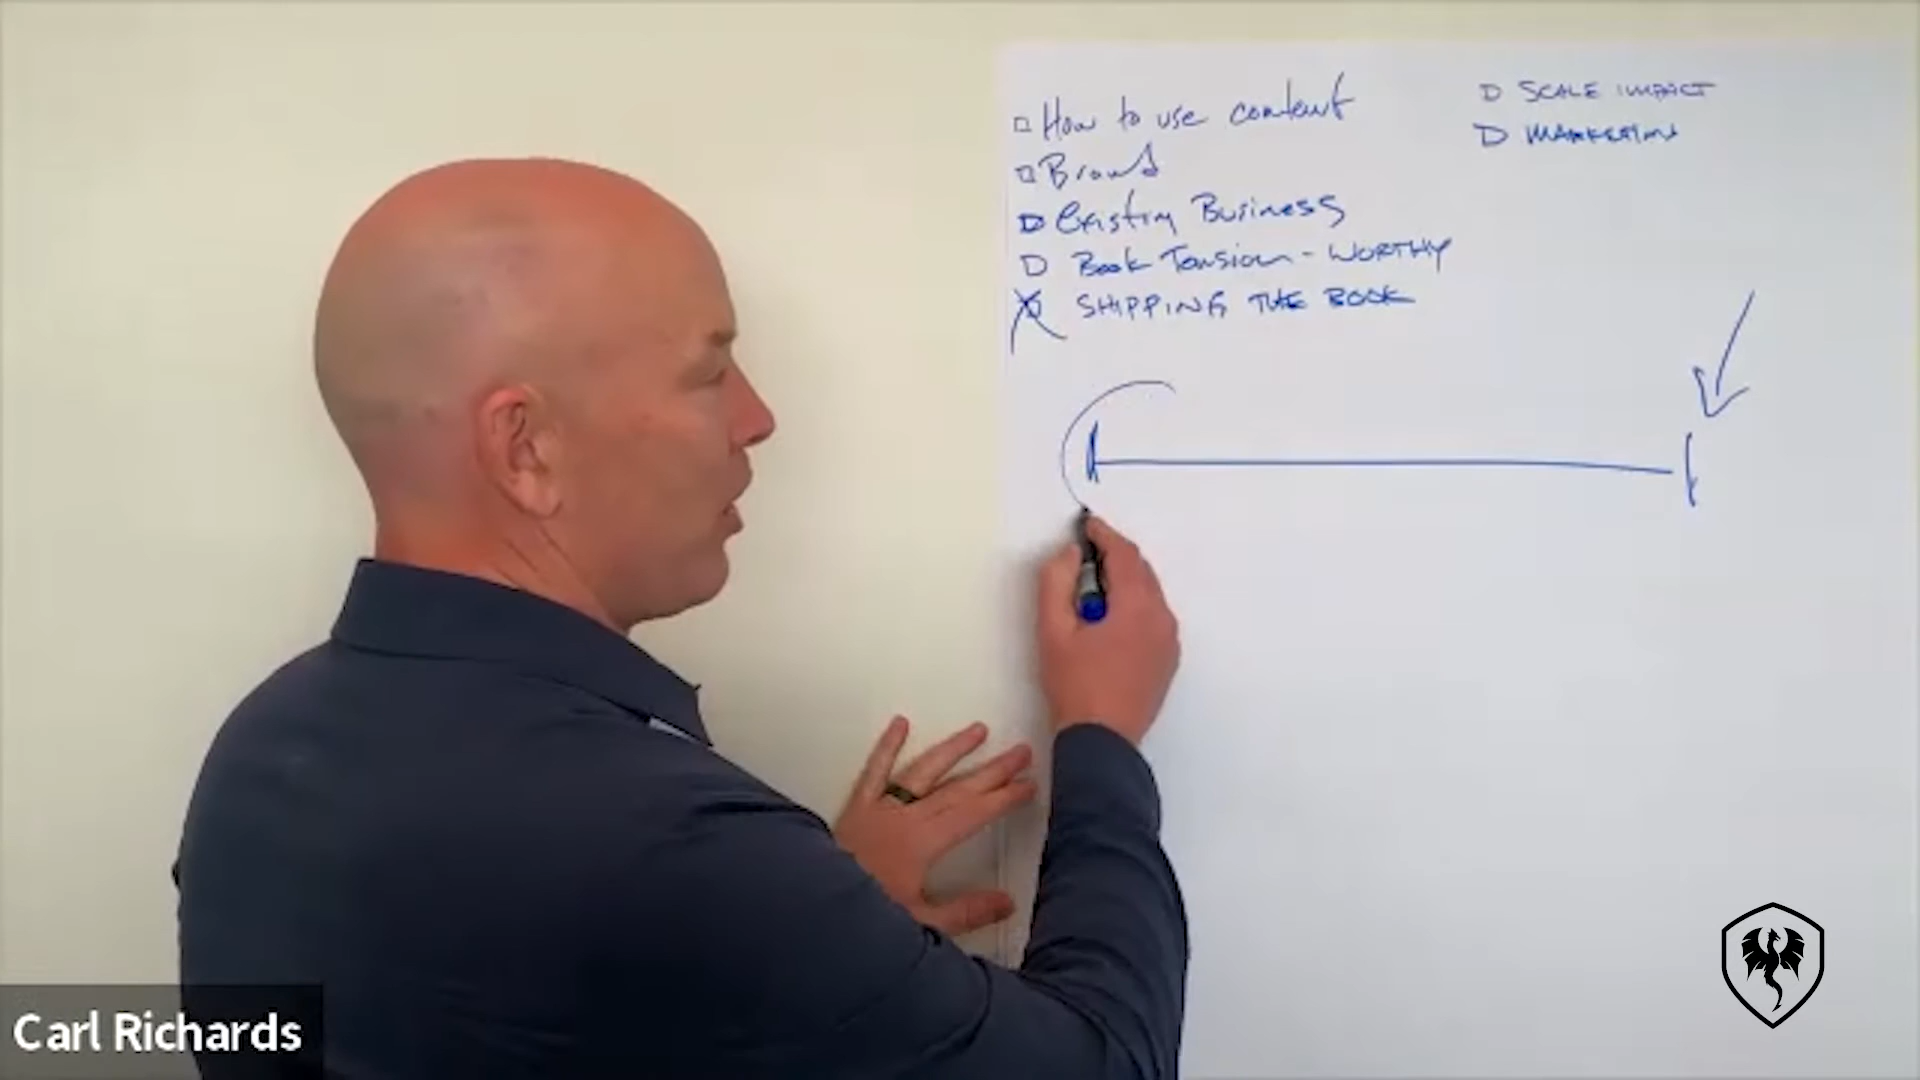 How to use content
Brand
Existing Business
Book Tension - WORTHY
SHIPPING THE BOOK
SCALE IMPACT
MARKETING
Carl Richards